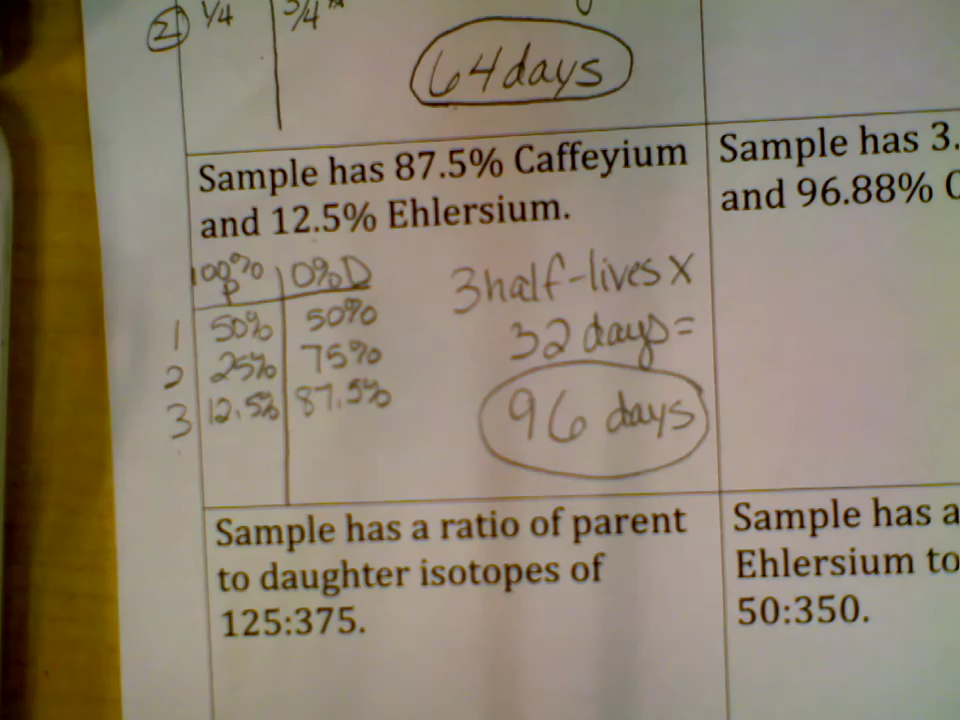 2 1/4 3/4
64 days
Sample has 87.5% Caffeyium
and 12.5% Ehlersium.
100% P 0% D
1 50% 50%
2 25% 75%
3 12.5% 87.5%
3 half-lives x
32 days =
96 days
Sample has 3.
and 96.88%
Sample has a ratio of parent
to daughter isotopes of
125:375.
Sample has a
Ehlersium to
50:350.